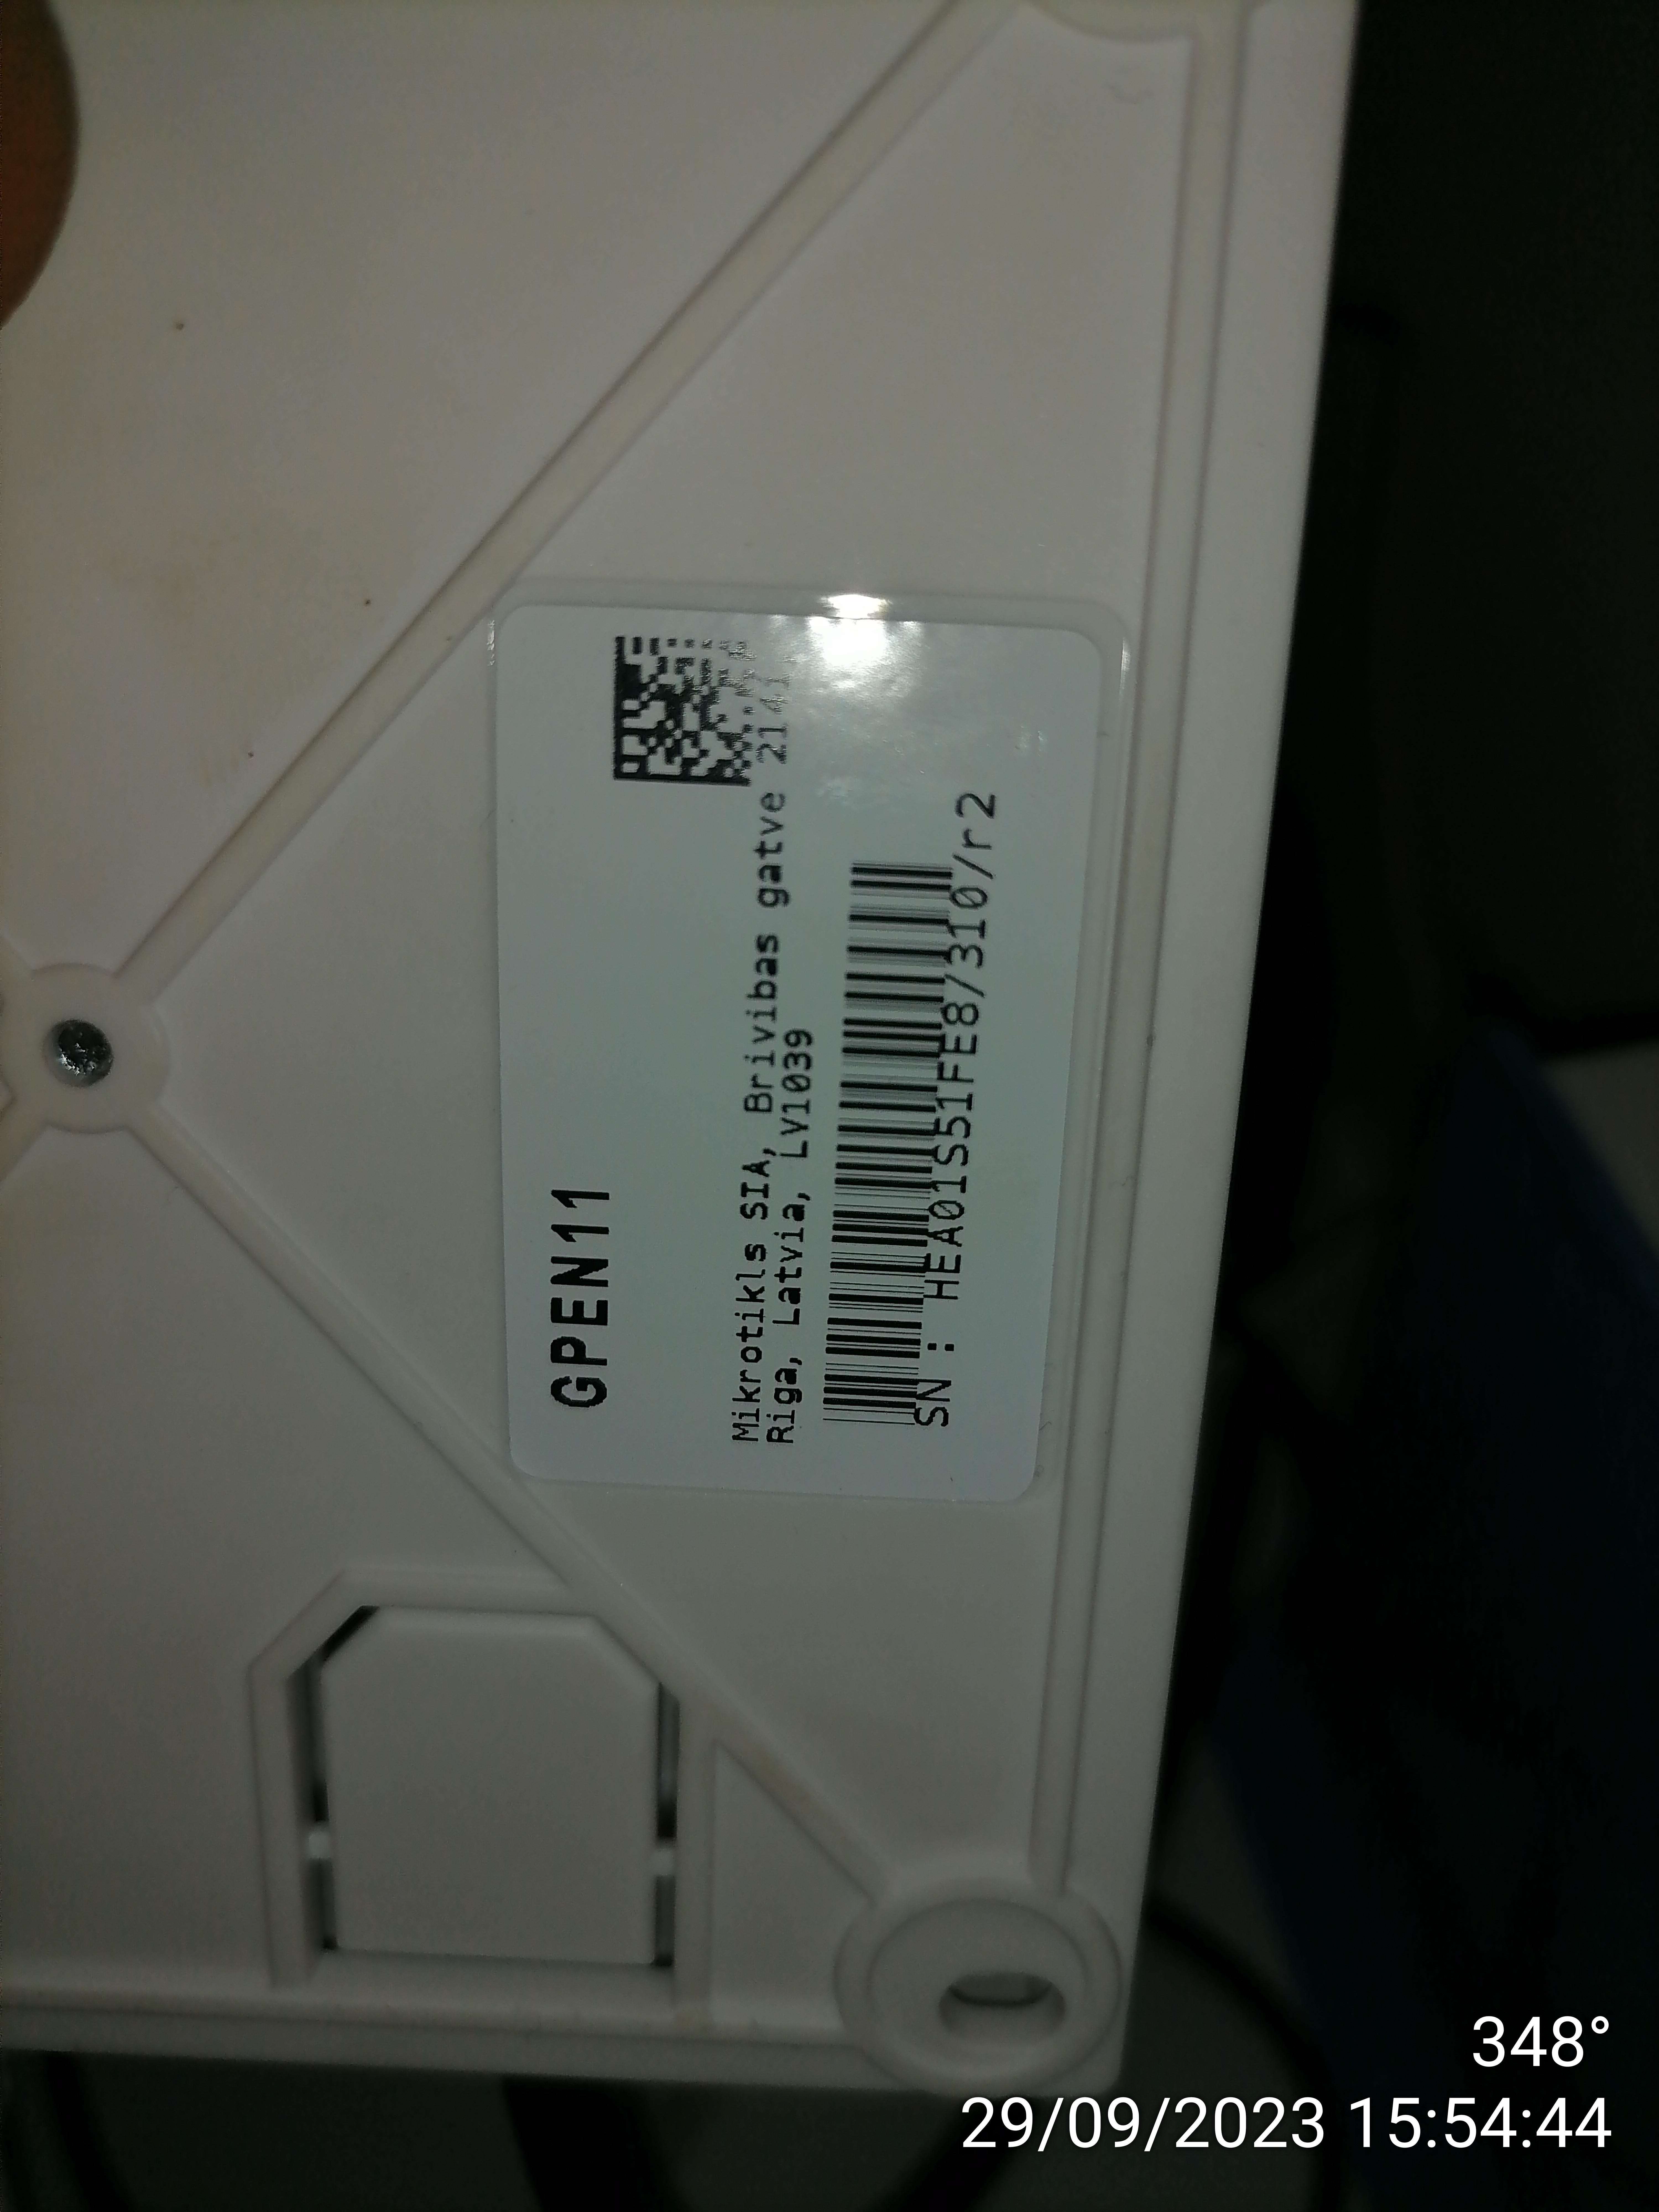 GPEN11
Mikrotikls SIA, Brivibas gatve 214i,
Riga, Latvia, LV1039
SN : HEA01S51FE8/310/r2
348°
29/09/2023 15:54:44